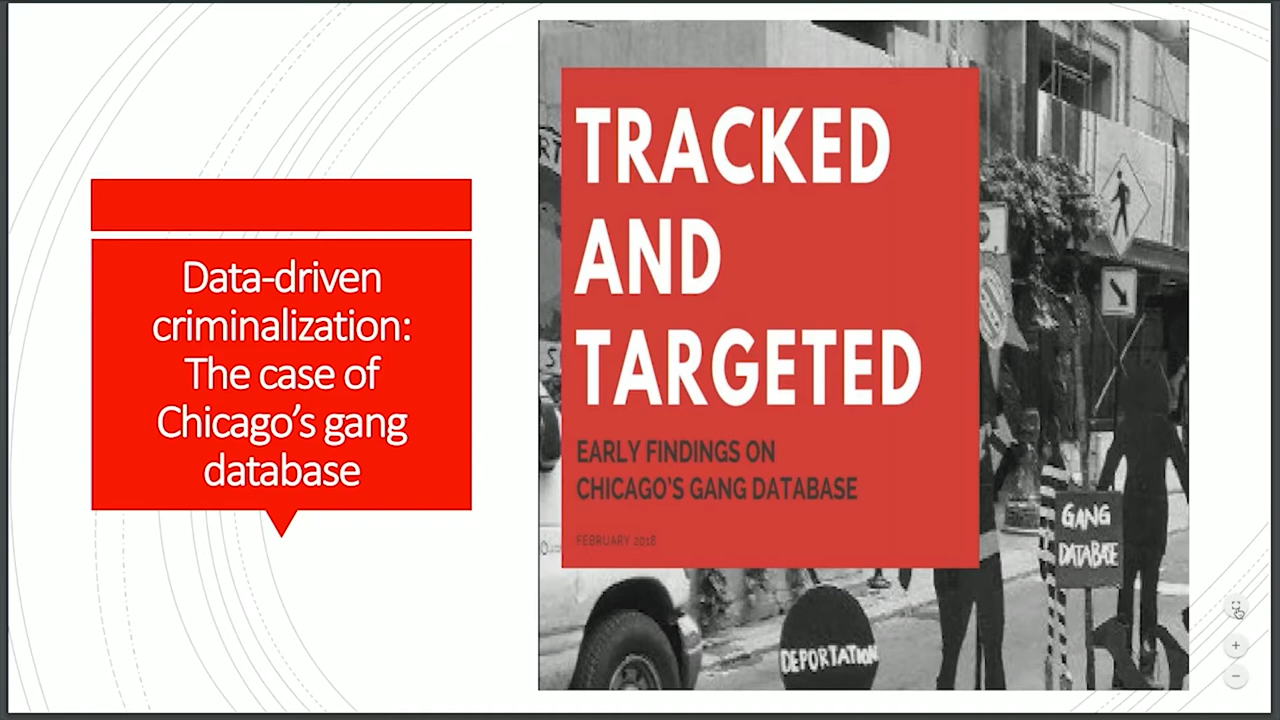 Data-driven
criminalization:
The case of
Chicago's gang
database
TRACKED
AND
TARGETED
EARLY FINDINGS ON
CHICAGO'S GANG DATABASE
FEBRUARY 2018
GANG
DATABASE
DEPORTATION